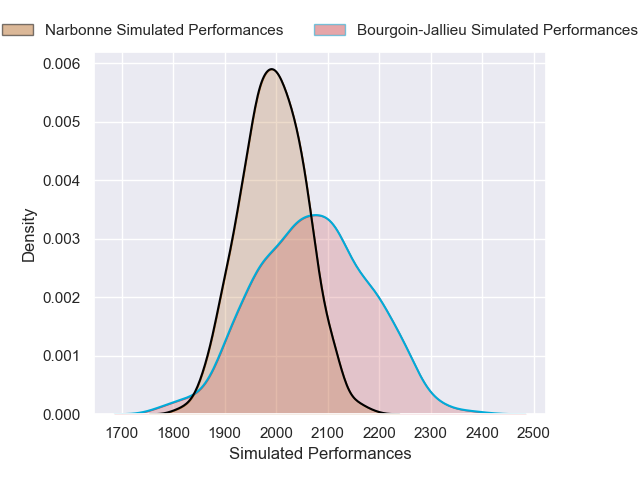 Narbonne Simulated Performances Bourgoin-Jallieu Simulated Performances
0.006
0.005
0.004
0.003
0.002
0.001
0.000
Density
1700 1800 1900 2000 2100 2200 2300 2400 2500
Simulated Performances